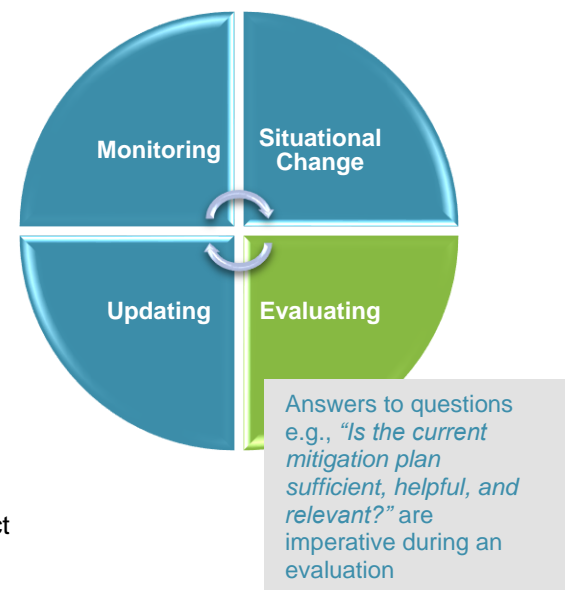 Monitoring
Situational
Change
Updating
Evaluating
Answers to questions
e.g., “Is the current
mitigation plan
sufficient, helpful, and
relevant?” are
imperative during an
evaluation